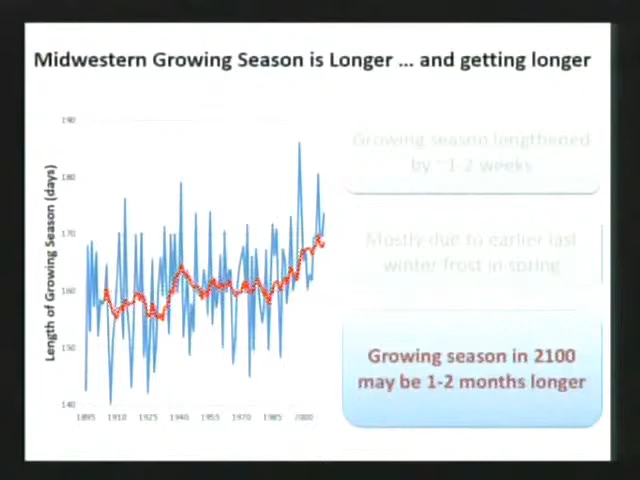 Midwestern Growing Season is Longer ... and getting longer
Growing season lengthened
by ~1-2 weeks
Mostly due to earlier last
winter frost in spring
Growing season in 2100
may be 1-2 months longer
Length of Growing Season (days)
190
180
170
160
150
140
1895 1910 1925 1940 1955 1970 1985 2000